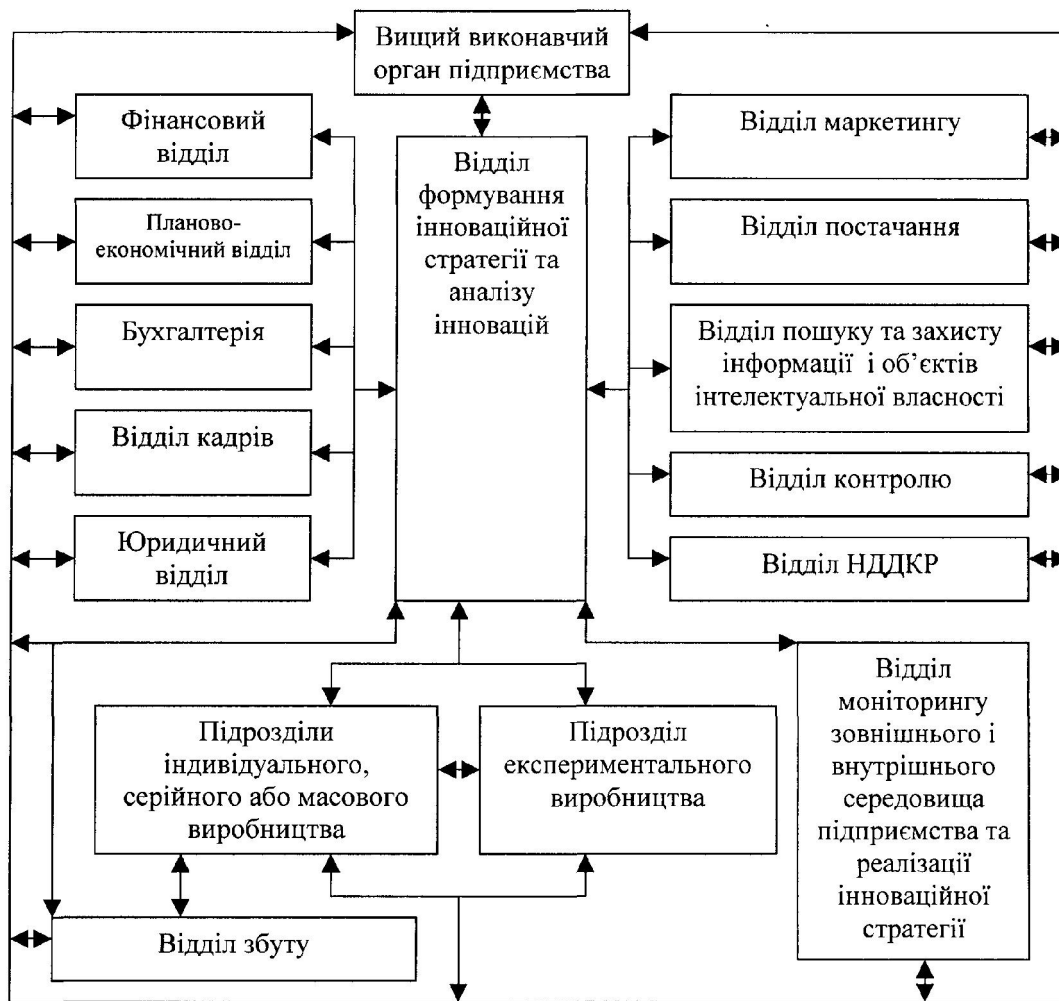 Вищий виконавчий
орган підприємства
Фінансовий
відділ
Планово-
економічний відділ
Бухгалтерія
Відділ кадрів
Юридичний
відділ
Відділ
формування
інноваційної
стратегії та
аналізу
інновацій
Відділ маркетингу
Відділ постачання
Відділ пошуку та захисту
інформації і об’єктів
інтелектуальної власності
Відділ контролю
Відділ НДДКР
Підрозділи
індивідуального,
серійного або масового
виробництва
Підрозділ
експериментального
виробництва
Відділ
моніторингу
зовнішнього і
внутрішнього
середовища
підприємства та
реалізації
інноваційної
стратегії
Відділ збуту